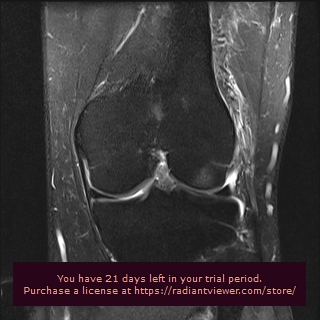 You have 21 days left in your trial period.
Purchase a license at https://radiantviewer.com/store/